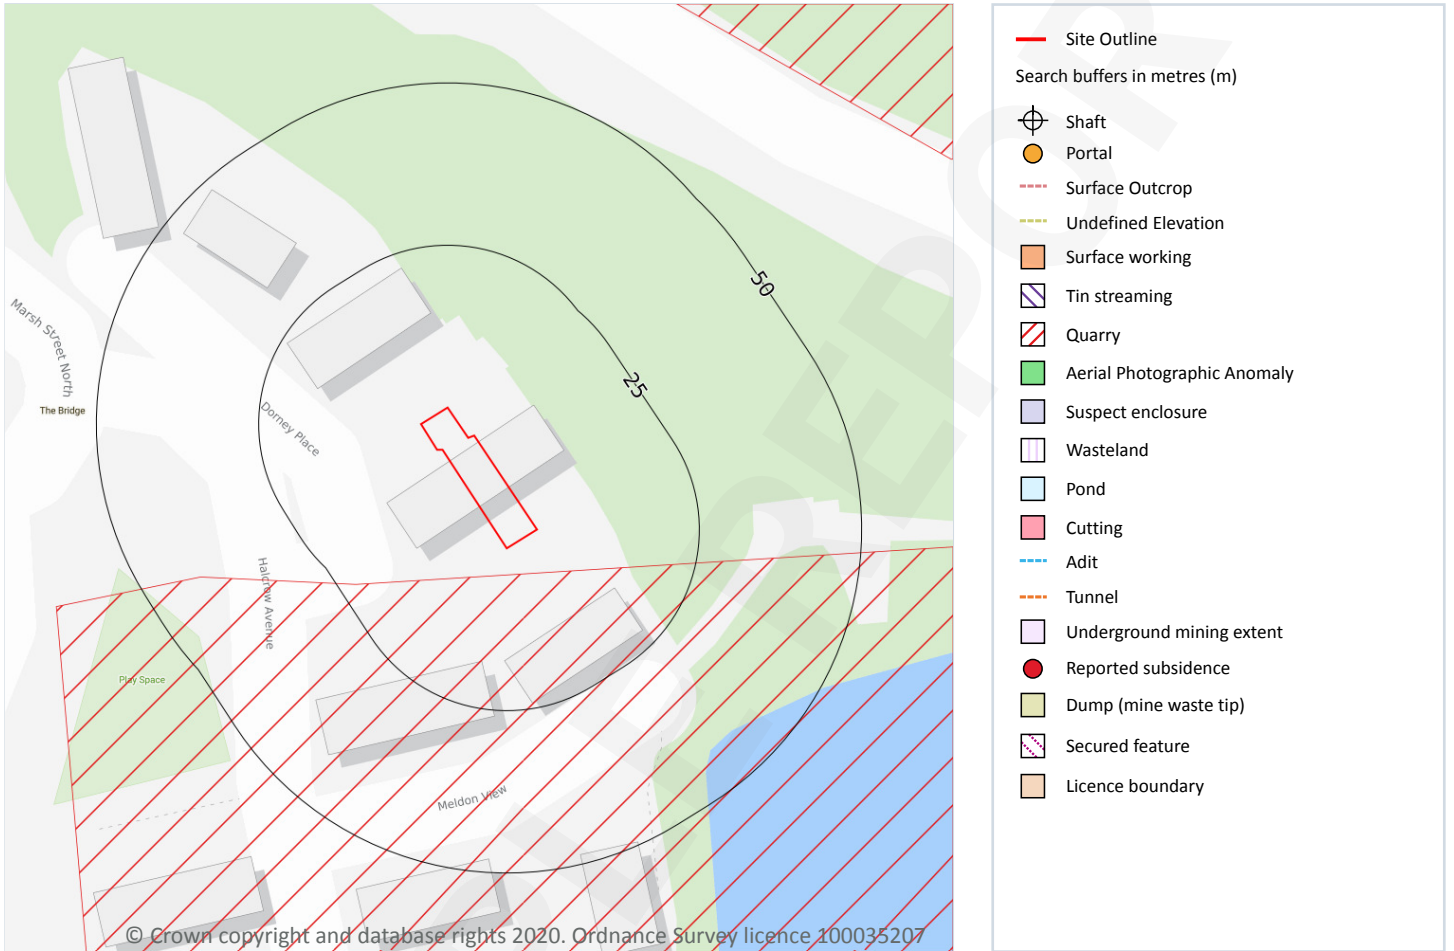 50
25
Marsh Street North
The Bridge
Dorney Place
Halcrow Avenue
Play Space
Meldon View
© Crown copyright and database rights 2020. Ordnance Survey licence 100035207
Site Outline
Search buffers in metres (m)
Shaft
Portal
Surface Outcrop
Undefined Elevation
Surface working
Tin streaming
Quarry
Aerial Photographic Anomaly
Suspect enclosure
Wasteland
Pond
Cutting
Adit
Tunnel
Underground mining extent
Reported subsidence
Dump (mine waste tip)
Secured feature
Licence boundary